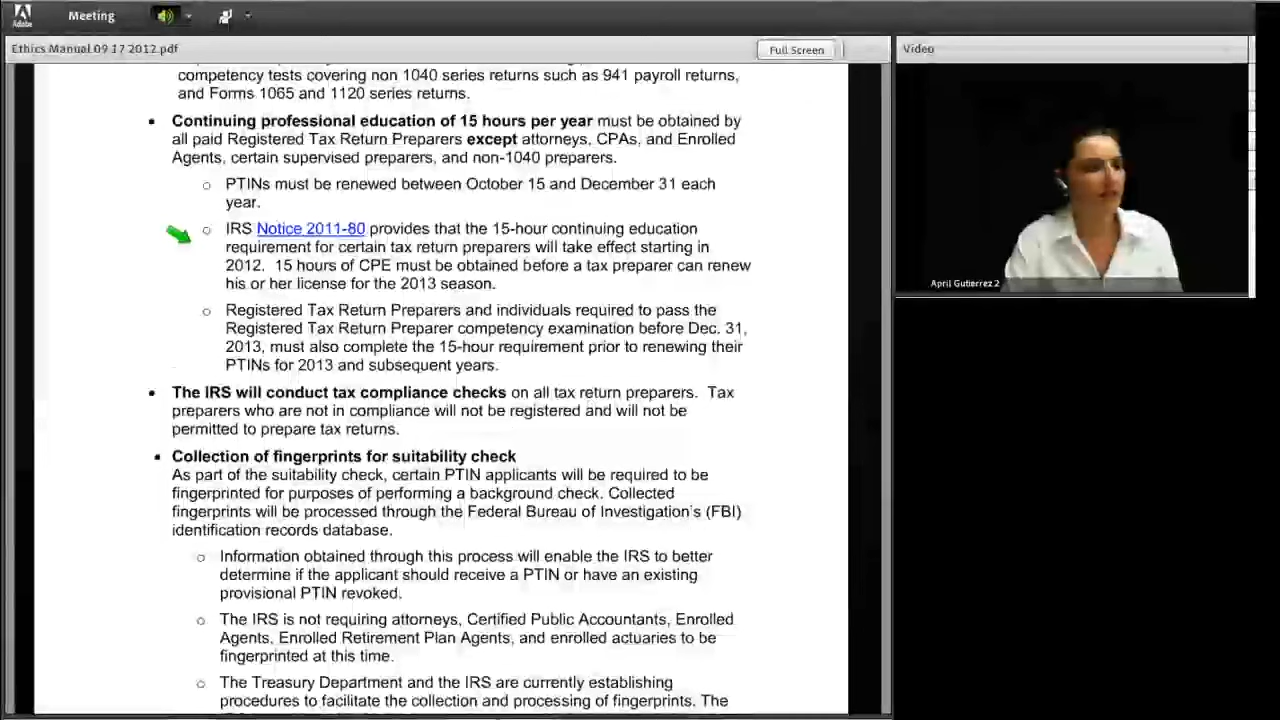 Adobe
Meeting
Ethics Manual 09 17 2012.pdf
Full Screen
Video
competency tests covering non 1040 series returns such as 941 payroll returns,
and Forms 1065 and 1120 series returns.
• Continuing professional education of 15 hours per year must be obtained by
all paid Registered Tax Return Preparers except attorneys, CPAs, and Enrolled
Agents, certain supervised preparers, and non-1040 preparers.
o PTINs must be renewed between October 15 and December 31 each
year.
o IRS Notice 2011-80 provides that the 15-hour continuing education
requirement for certain tax return preparers will take effect starting in
2012. 15 hours of CPE must be obtained before a tax preparer can renew
his or her license for the 2013 season.
o Registered Tax Return Preparers and individuals required to pass the
Registered Tax Return Preparer competency examination before Dec. 31,
2013, must also complete the 15-hour requirement prior to renewing their
PTINs for 2013 and subsequent years.
• The IRS will conduct tax compliance checks on all tax return preparers. Tax
preparers who are not in compliance will not be registered and will not be
permitted to prepare tax returns.
• Collection of fingerprints for suitability check
As part of the suitability check, certain PTIN applicants will be required to be
fingerprinted for purposes of performing a background check. Collected
fingerprints will be processed through the Federal Bureau of Investigation's (FBI)
identification records database.
o Information obtained through this process will enable the IRS to better
determine if the applicant should receive a PTIN or have an existing
provisional PTIN revoked.
o The IRS is not requiring attorneys, Certified Public Accountants, Enrolled
Agents, Enrolled Retirement Plan Agents, and enrolled actuaries to be
fingerprinted at this time.
o The Treasury Department and the IRS are currently establishing
procedures to facilitate the collection and processing of fingerprints. The
April Gutierrez 2